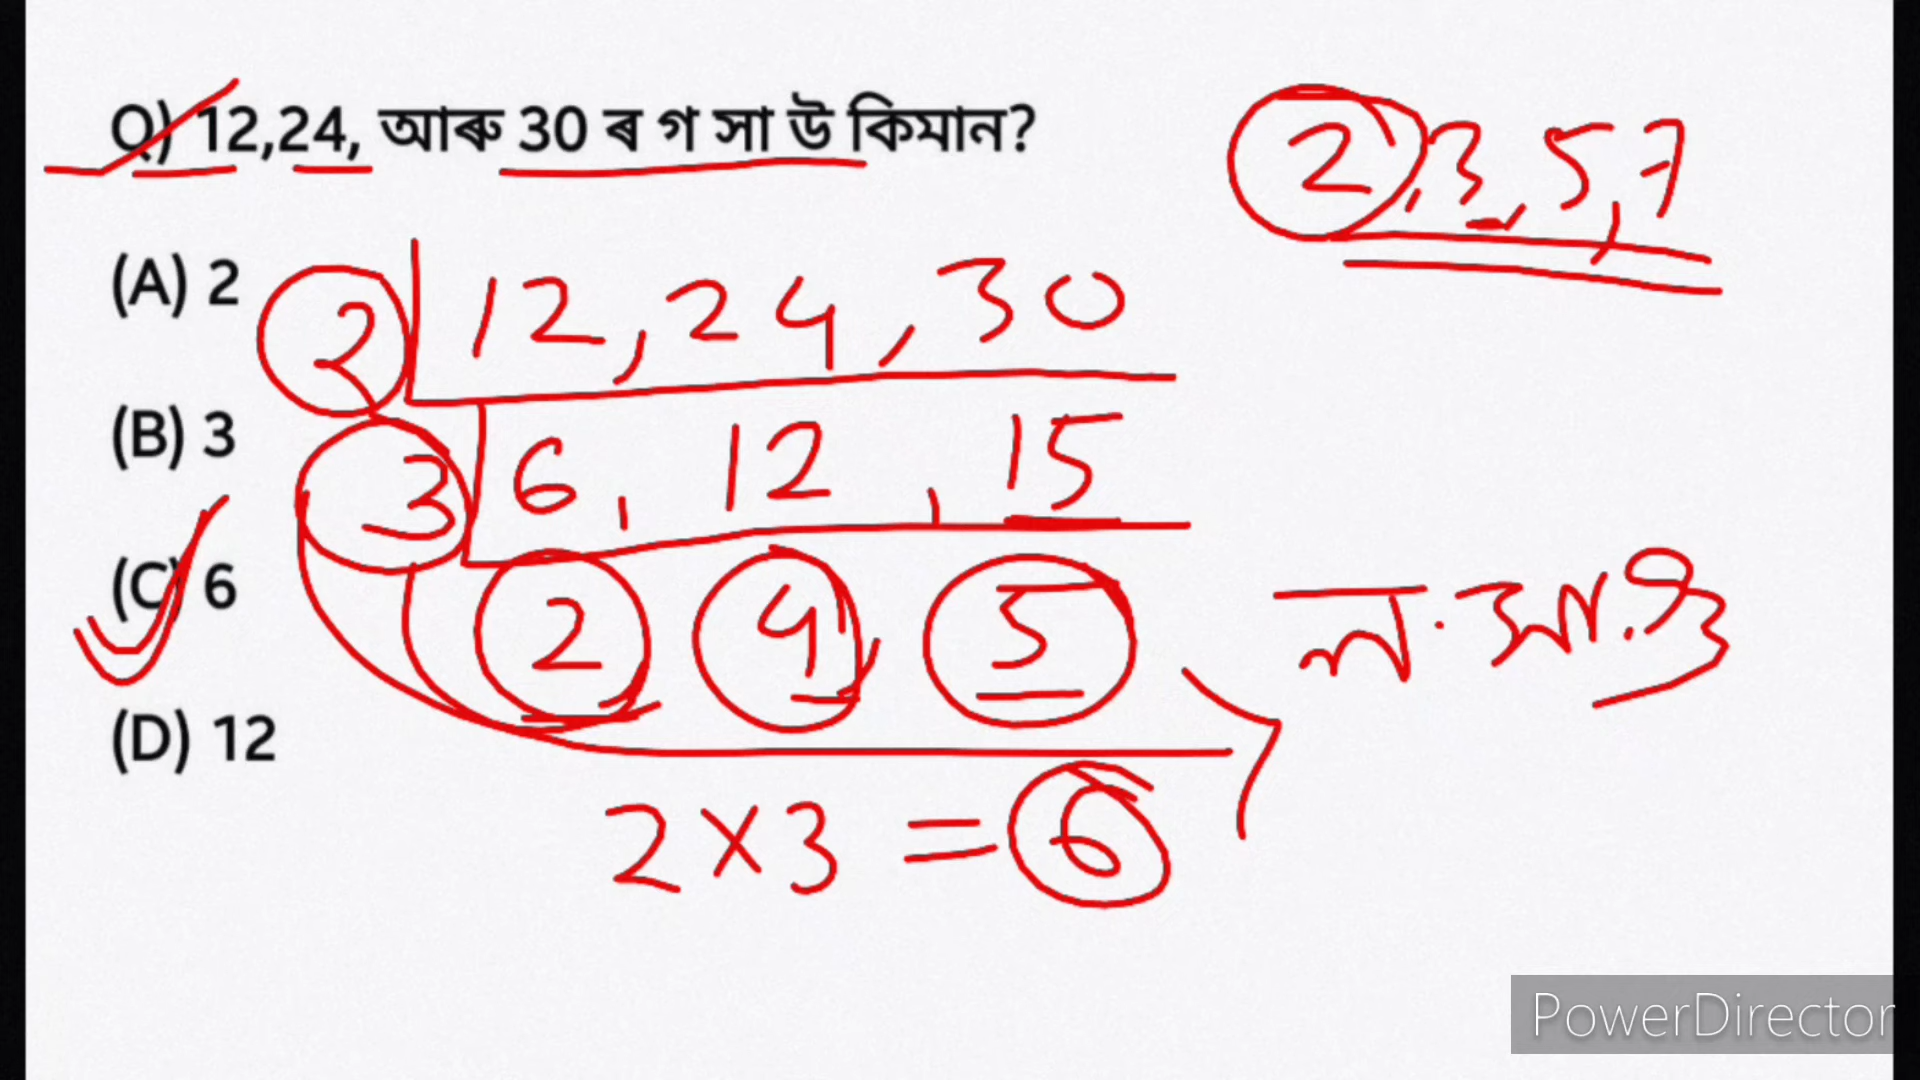 Q) 12,24, আৰু 30 ৰ গ সা উ কিমান?
2,3,5,7
(A) 2
2 12,24,30
(B) 3
3 6, 12, 15
(C) 6
2 4 5
ল.সা.গু
(D) 12
2×3 = 6
PowerDirector